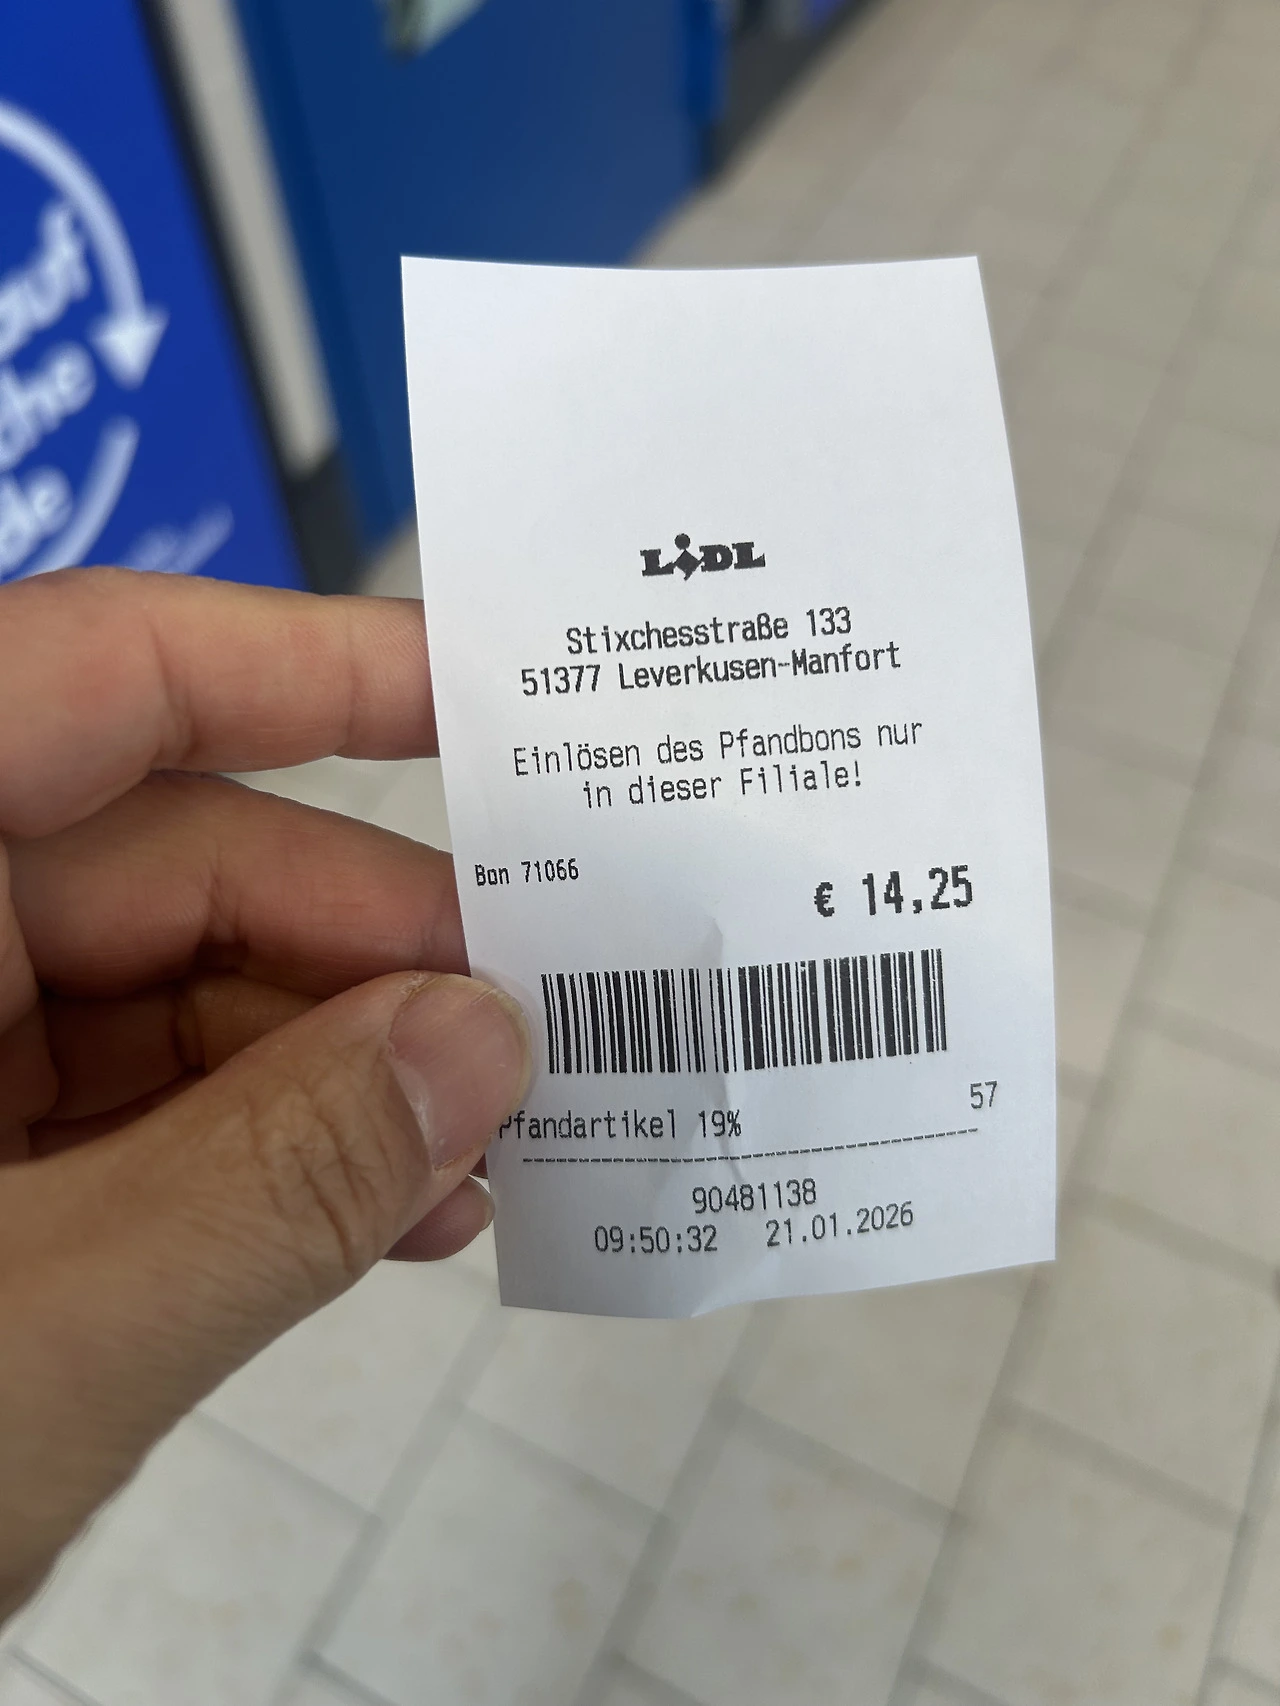 LIDL
Stixchesstraße 133
51377 Leverkusen-Manfort
Einlösen des Pfandbons nur
in dieser Filiale!
Bon 71066
€ 14,25
Pfandartikel 19% 57
90481138
09:50:32 21.01.2026